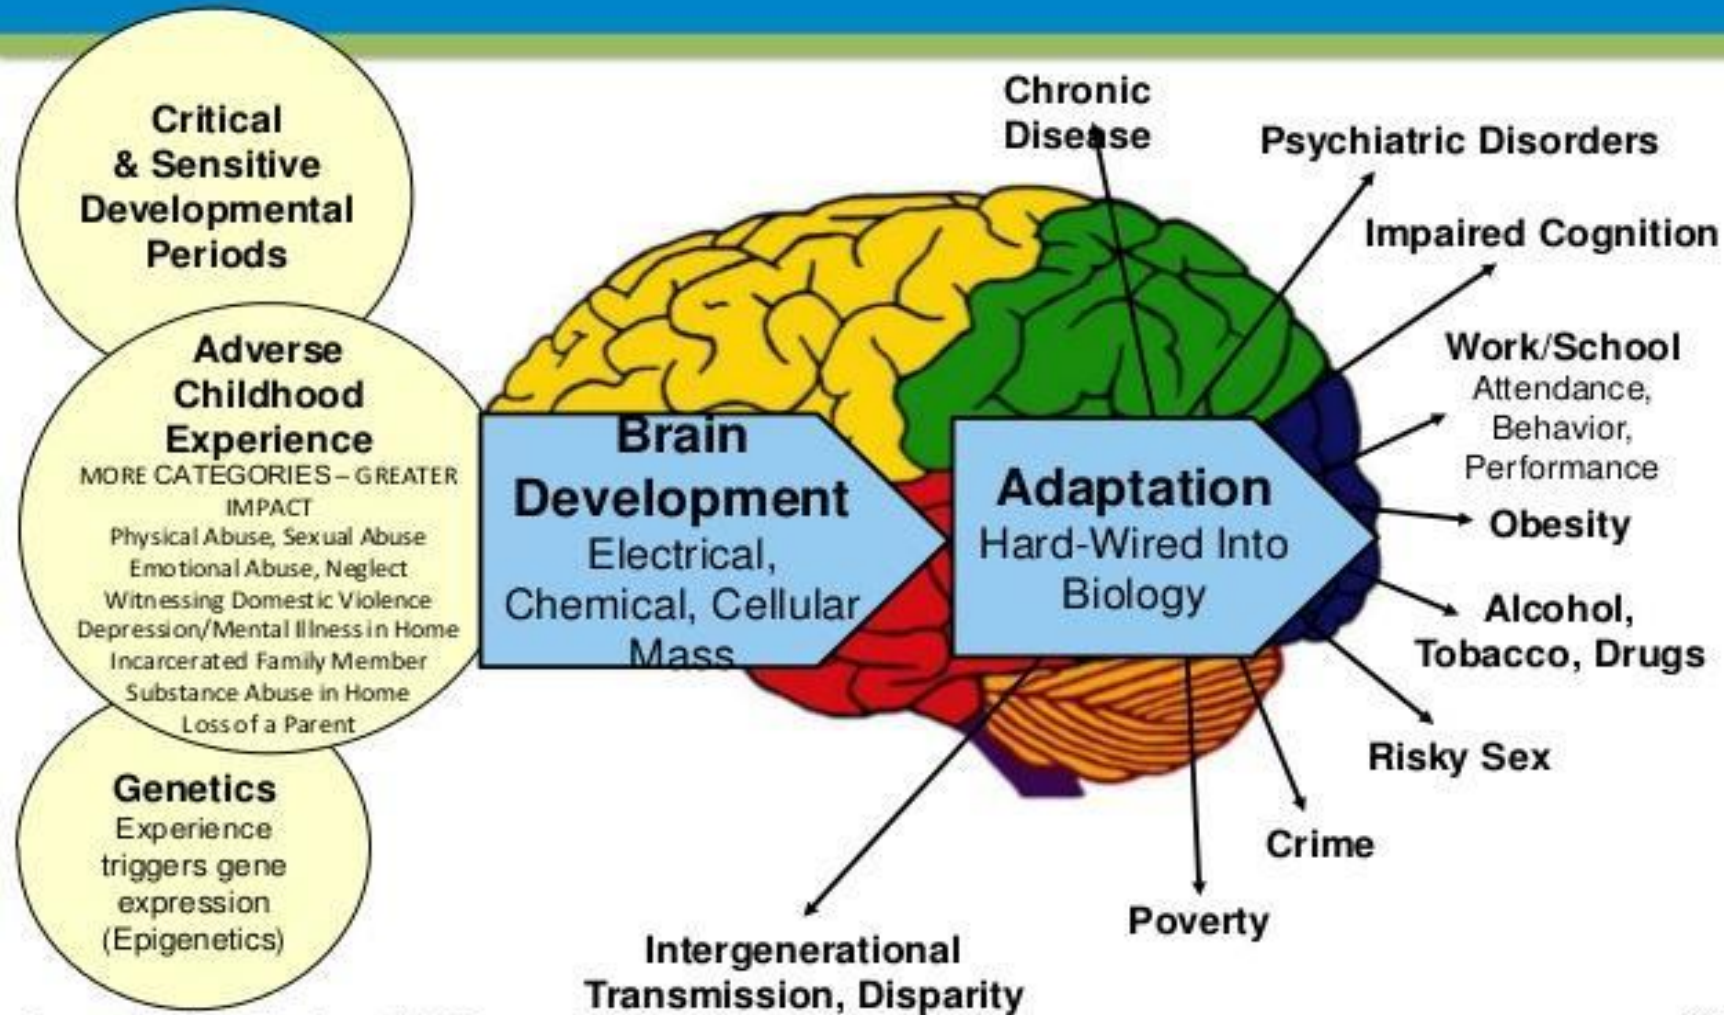 Critical
& Sensitive
Developmental
Periods
Adverse
Childhood
Experience
MORE CATEGORIES – GREATER
IMPACT
Physical Abuse, Sexual Abuse
Emotional Abuse, Neglect
Witnessing Domestic Violence
Depression/Mental Illness in Home
Incarcerated Family Member
Substance Abuse in Home
Loss of a Parent
Genetics
Experience
triggers gene
expression
(Epigenetics)
Brain
Development
Electrical,
Chemical, Cellular
Mass
Adaptation
Hard-Wired Into
Biology
Chronic
Disease
Psychiatric Disorders
Impaired Cognition
Work/School
Attendance,
Behavior,
Performance
Obesity
Alcohol,
Tobacco, Drugs
Risky Sex
Crime
Poverty
Intergenerational
Transmission, Disparity